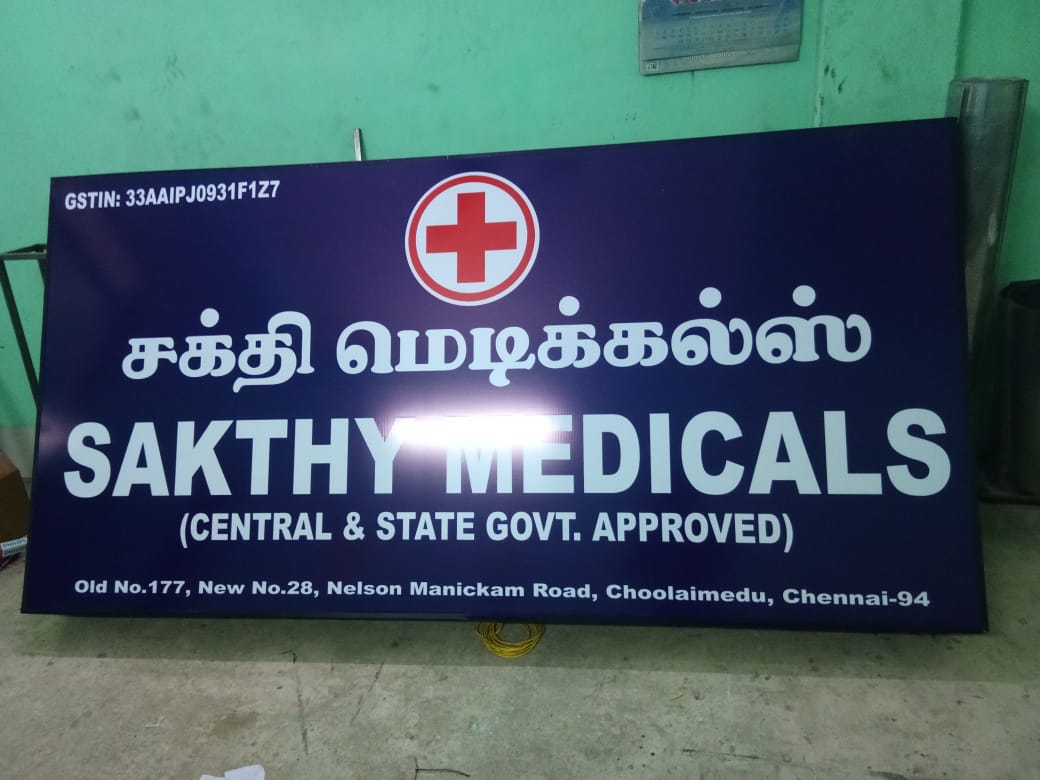 GSTIN: 33AAIPJ0931F1Z7
சக்தி மெடிக்கல்ஸ்
SAKTHY MEDICALS
(CENTRAL & STATE GOVT. APPROVED)
Old No.177, New No.28, Nelson Manickam Road, Choolaimedu, Chennai-94